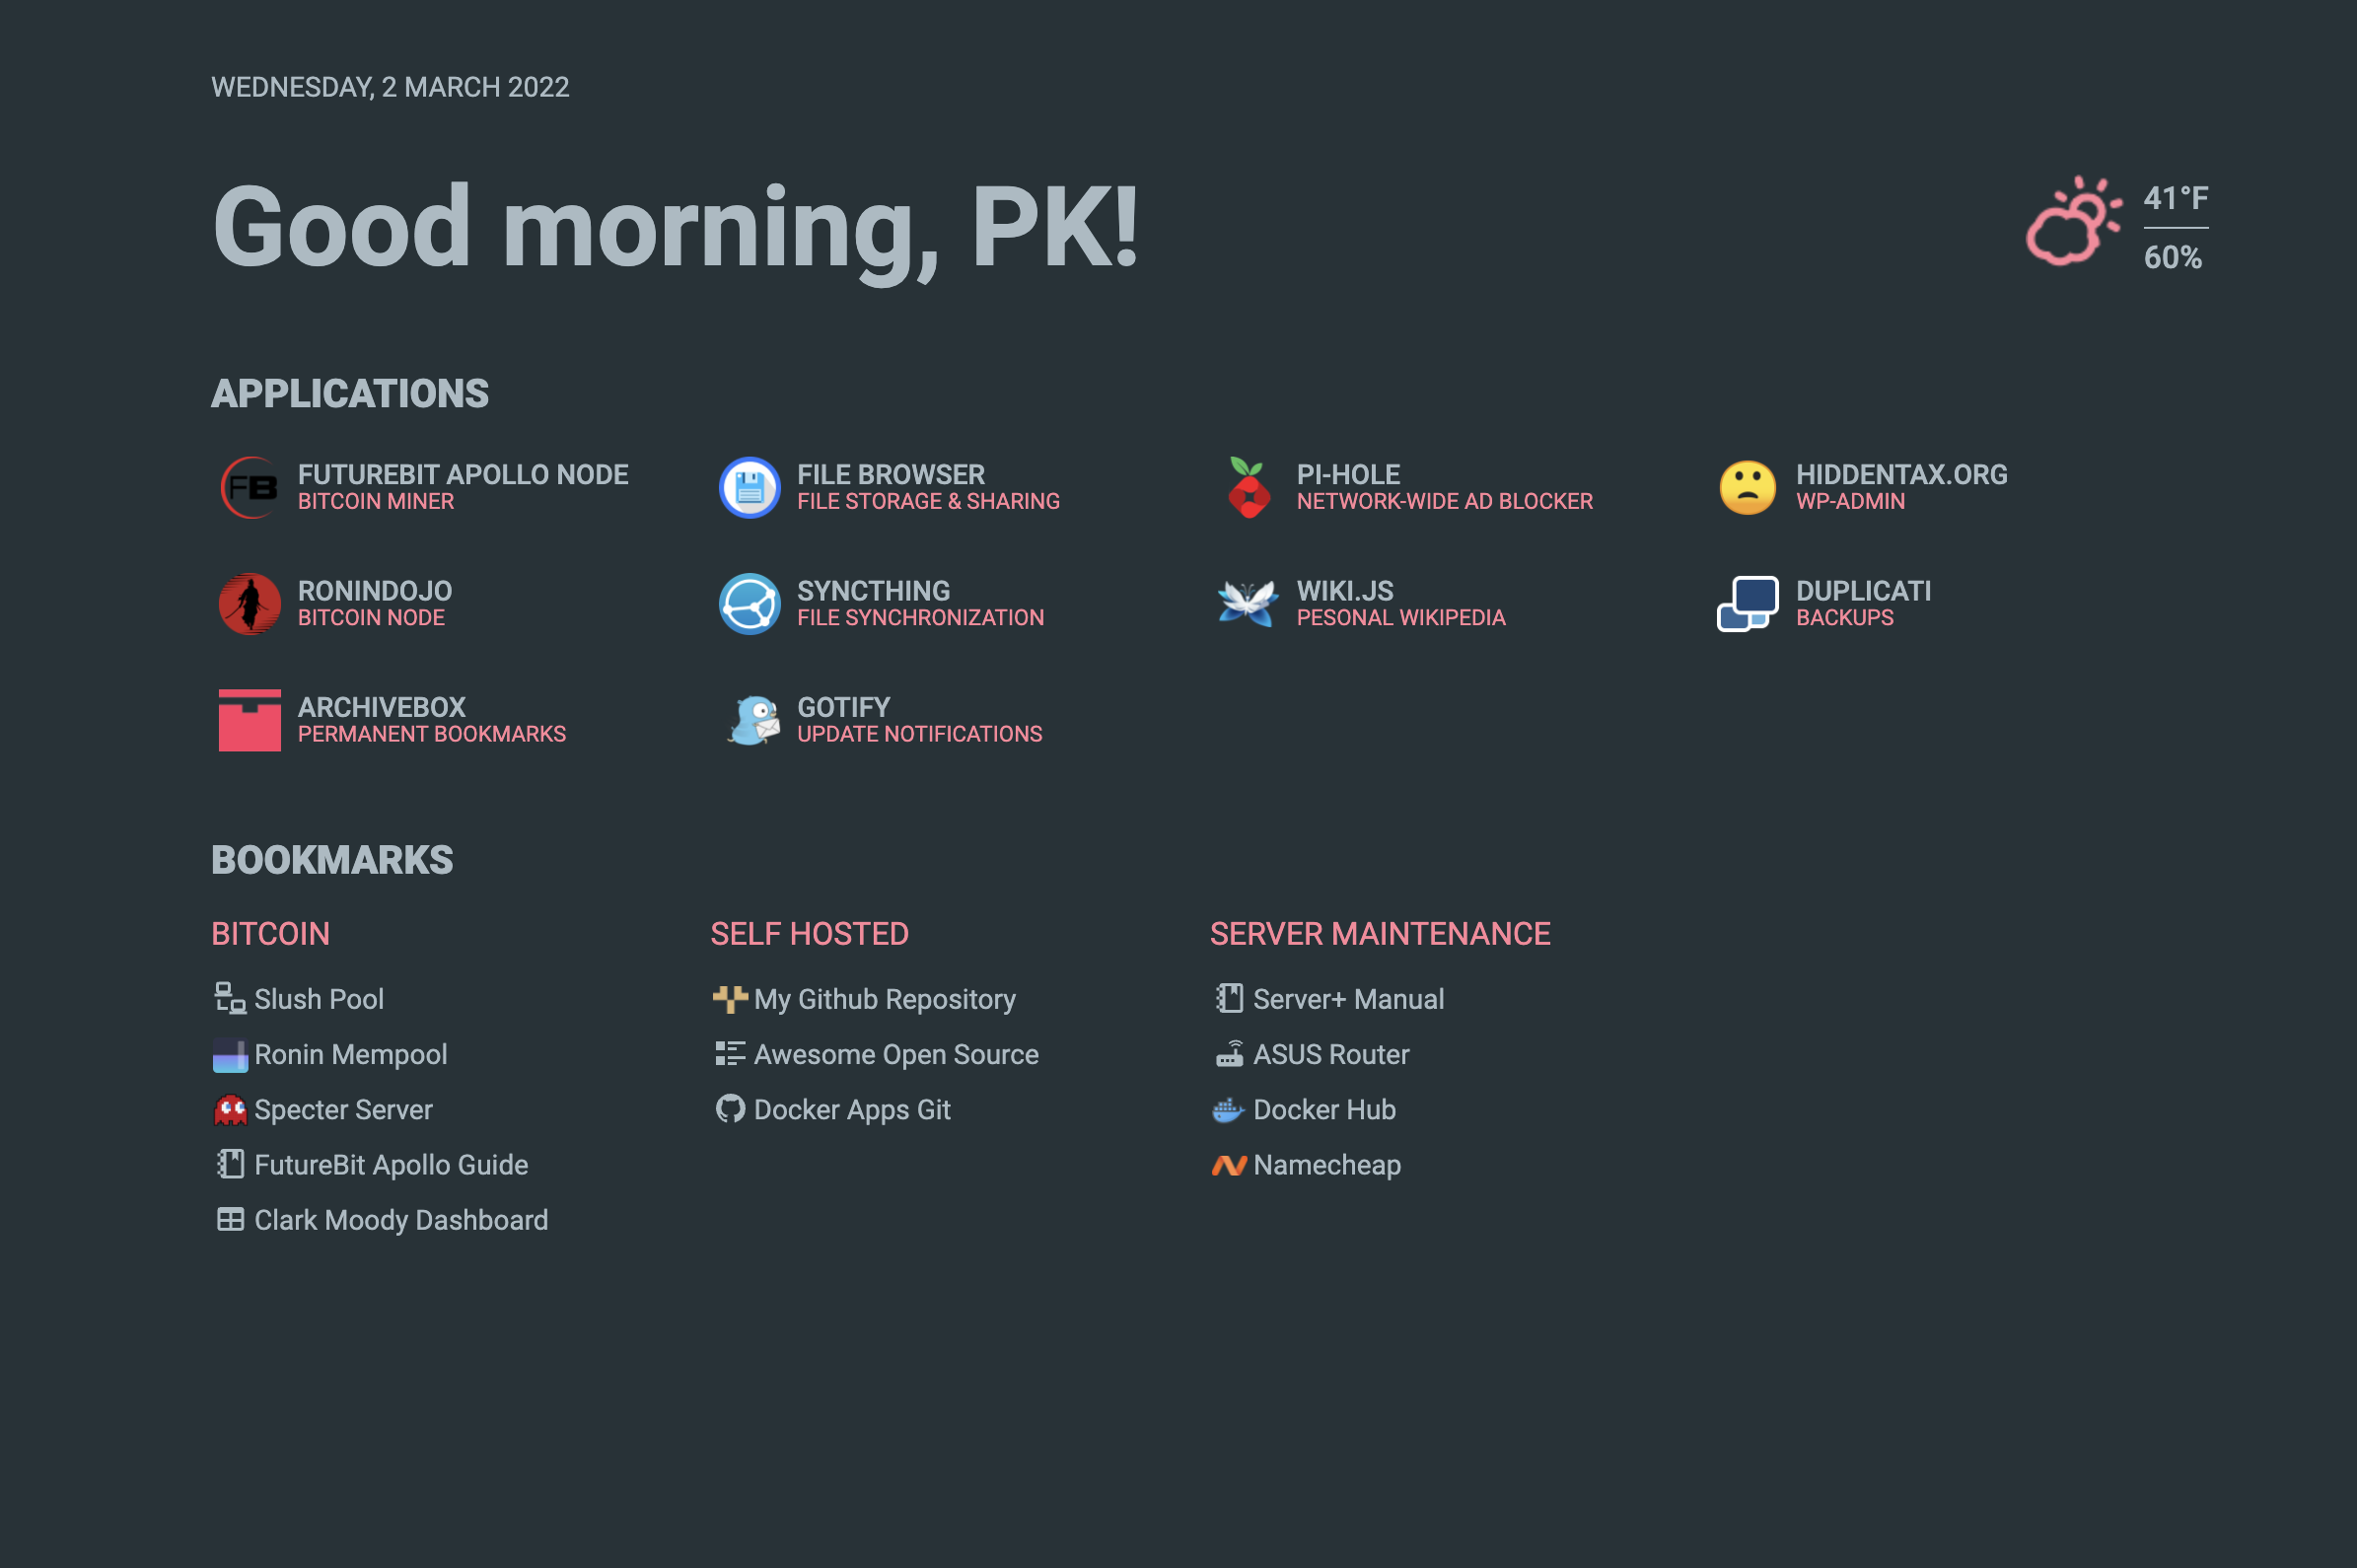 WEDNESDAY, 2 MARCH 2022
Good morning, PK!
41°F
60%
APPLICATIONS
FB
FUTUREBIT APOLLO NODE
BITCOIN MINER
FILE BROWSER
FILE STORAGE & SHARING
PI-HOLE
NETWORK-WIDE AD BLOCKER
HIDDENTAX.ORG
WP-ADMIN
RONINDOJO
BITCOIN NODE
SYNCTHING
FILE SYNCHRONIZATION
WIKI.JS
PESONAL WIKIPEDIA
DUPLICATI
BACKUPS
ARCHIVEBOX
PERMANENT BOOKMARKS
GOTIFY
UPDATE NOTIFICATIONS
BOOKMARKS
BITCOIN
Slush Pool
Ronin Mempool
Specter Server
FutureBit Apollo Guide
Clark Moody Dashboard
SELF HOSTED
My Github Repository
Awesome Open Source
Docker Apps Git
SERVER MAINTENANCE
Server+ Manual
ASUS Router
Docker Hub
Namecheap